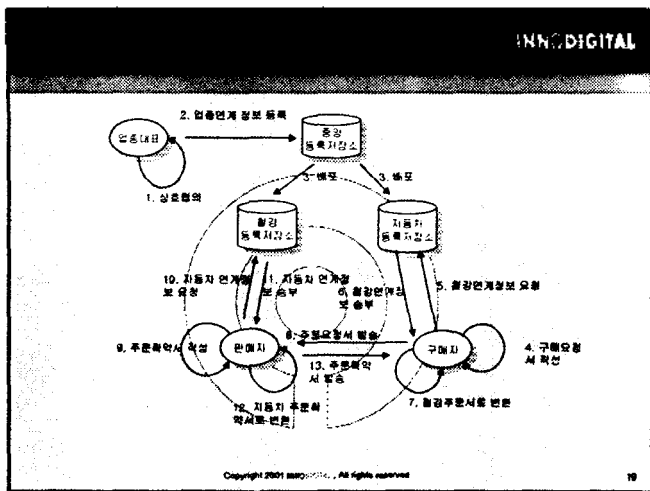 INNODIGITAL
2. 업종연계 정보 등록
업종대표
중앙
등록저장소
1. 상호협의
3. 배포
3. 배포
철강
등록저장소
자동차
등록저장소
10. 자동차 연계정
보 요청
11. 자동차 연계정
보 송부
6. 철강연계정
보 송부
5. 철강연계정보 요청
8. 주문요청서 발송
9. 주문확약서 작성
판매자
구매자
4. 구매요청
서 작성
13. 주문확약
서 발송
12. 자동차 주문확
약서로 변환
7. 철강주문서로 변환
Copyright 2001 , All rights reserved
19